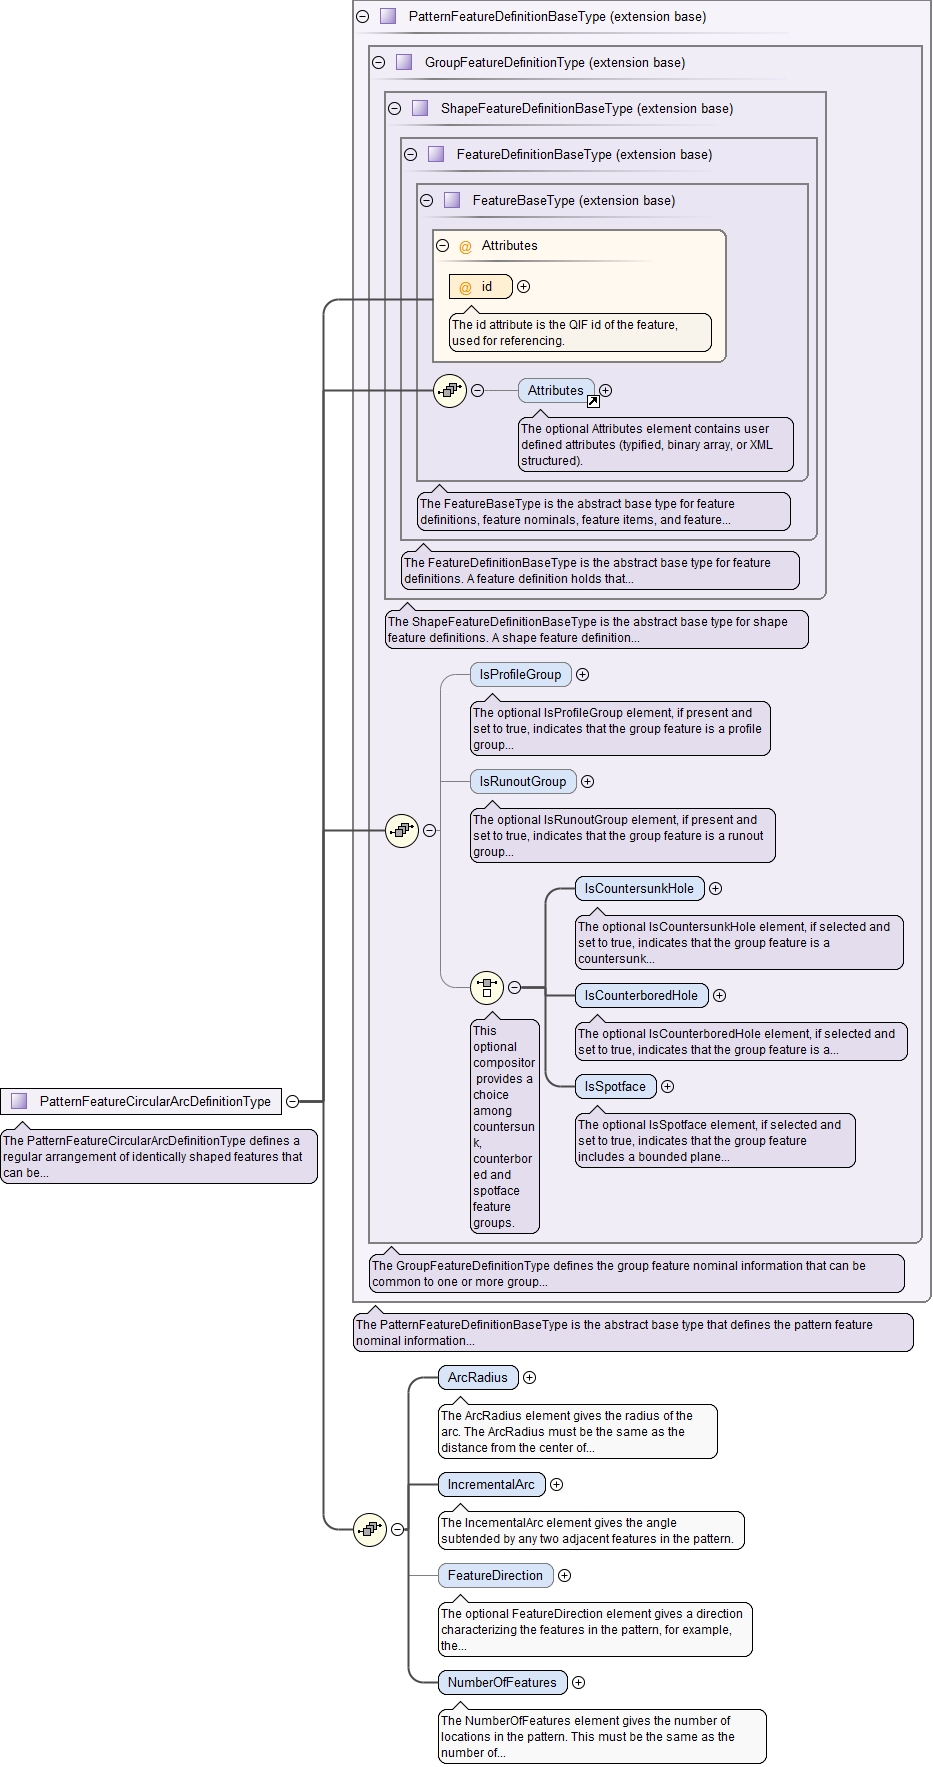 PatternFeatureDefinitionBaseType (extension base)
GroupFeatureDefinitionType (extension base)
ShapeFeatureDefinitionBaseType (extension base)
FeatureDefinitionBaseType (extension base)
FeatureBaseType (extension base)
@ Attributes
@ id
The id attribute is the QIF id of the feature,
used for referencing.
Attributes
The optional Attributes element contains user
defined attributes (typified, binary array, or XML
structured).
The FeatureBaseType is the abstract base type for feature
definitions, feature nominals, feature items, and feature...
The FeatureDefinitionBaseType is the abstract base type for feature
definitions. A feature definition holds that...
The ShapeFeatureDefinitionBaseType is the abstract base type for shape
feature definitions. A shape feature definition...
IsProfileGroup
The optional IsProfileGroup element, if present and
set to true, indicates that the group feature is a profile
group...
IsRunoutGroup
The optional IsRunoutGroup element, if present and
set to true, indicates that the group feature is a runout
group...
IsCountersunkHole
The optional IsCountersunkHole element, if selected and
set to true, indicates that the group feature is a
countersunk...
IsCounterboredHole
The optional IsCounterboredHole element, if selected and
set to true, indicates that the group feature is a...
IsSpotface
The optional IsSpotface element, if selected and
set to true, indicates that the group feature
includes a bounded plane...
This
optional
compositor
provides a
choice
among
countersun
k,
counterbor
ed and
spotface
feature
groups.
PatternFeatureCircularArcDefinitionType
The PatternFeatureCircularArcDefinitionType defines a
regular arrangement of identically shaped features that
can be...
The GroupFeatureDefinitionType defines the group feature nominal information that can be
common to one or more group...
The PatternFeatureDefinitionBaseType is the abstract base type that defines the pattern feature
nominal information...
ArcRadius
The ArcRadius element gives the radius of the
arc. The ArcRadius must be the same as the
distance from the center of...
IncrementalArc
The IncementalArc element gives the angle
subtended by any two adjacent features in the pattern.
FeatureDirection
The optional FeatureDirection element gives a direction
characterizing the features in the pattern, for example,
the...
NumberOfFeatures
The NumberOfFeatures element gives the number of
locations in the pattern. This must be the same as the
number of...